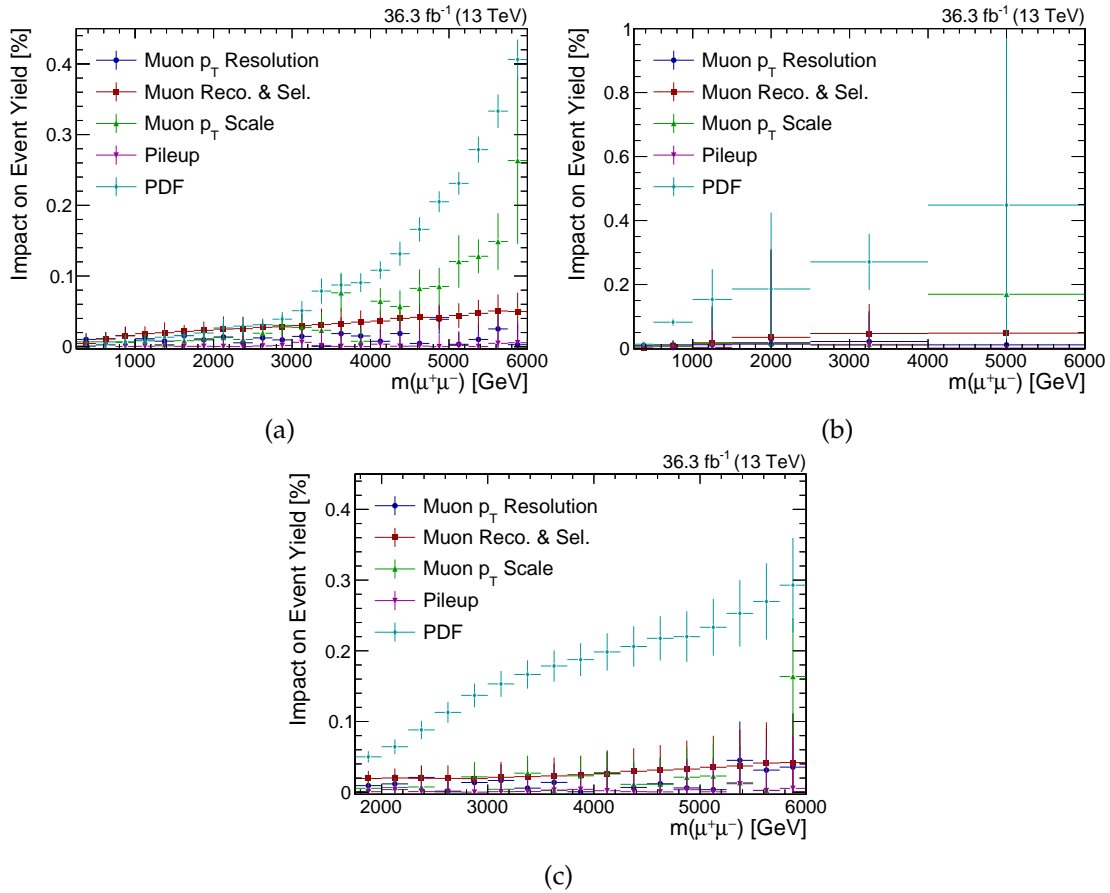 36.3 fb⁻¹ (13 TeV)
Impact on Event Yield [%]
0.4
0.3
0.2
0.1
0
Muon p_T Resolution
Muon Reco. & Sel.
Muon p_T Scale
Pileup
PDF
1000 2000 3000 4000 5000 6000
m(μ⁺μ⁻) [GeV]
(a)
36.3 fb⁻¹ (13 TeV)
Impact on Event Yield [%]
1
0.8
0.6
0.4
0.2
0
Muon p_T Resolution
Muon Reco. & Sel.
Muon p_T Scale
Pileup
PDF
1000 2000 3000 4000 5000 6000
m(μ⁺μ⁻) [GeV]
(b)
36.3 fb⁻¹ (13 TeV)
Impact on Event Yield [%]
0.4
0.3
0.2
0.1
0
Muon p_T Resolution
Muon Reco. & Sel.
Muon p_T Scale
Pileup
PDF
2000 3000 4000 5000 6000
m(μ⁺μ⁻) [GeV]
(c)